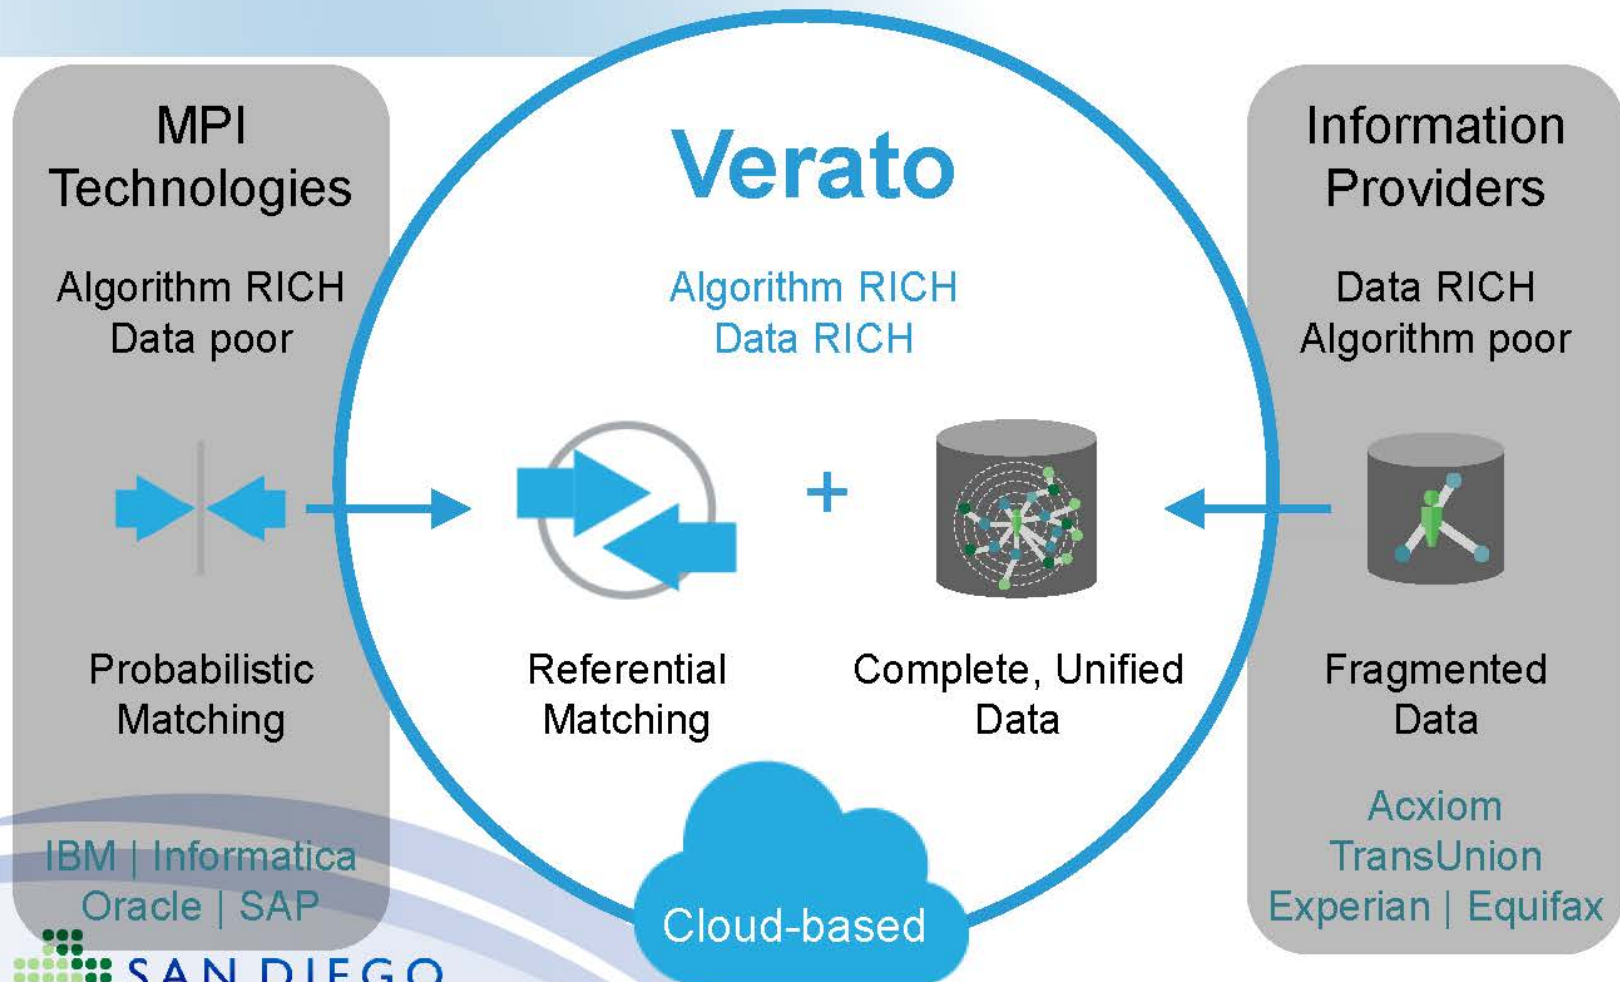 MPI
Technologies
Algorithm RICH
Data poor
Probabilistic
Matching
IBM | Informatica
Oracle | SAP
Verato
Algorithm RICH
Data RICH
+
Referential
Matching
Complete, Unified
Data
Cloud-based
Information
Providers
Data RICH
Algorithm poor
Fragmented
Data
Acxiom
TransUnion
Experian | Equifax
SAN DIEGO